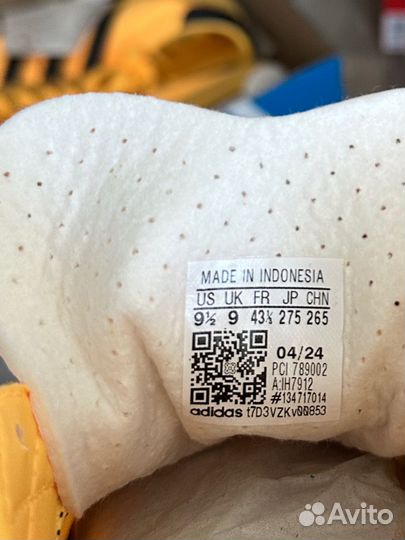 MADE IN INDONESIA
US UK FR JP CHN
9½ 9 43⅓ 275 265
04/24
PCI 789002
A:IH7912
#134717014
adidas t7D3VZKv00853
Avito